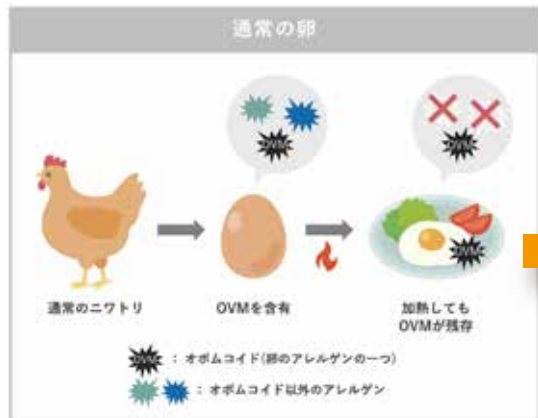 通常の卵
OVM
OVM
OVM
通常のニワトリ
OVMを含有
加熱しても
OVMが残存
OVM : オボムコイド(卵のアレルゲンの一つ)
: オボムコイド以外のアレルゲン